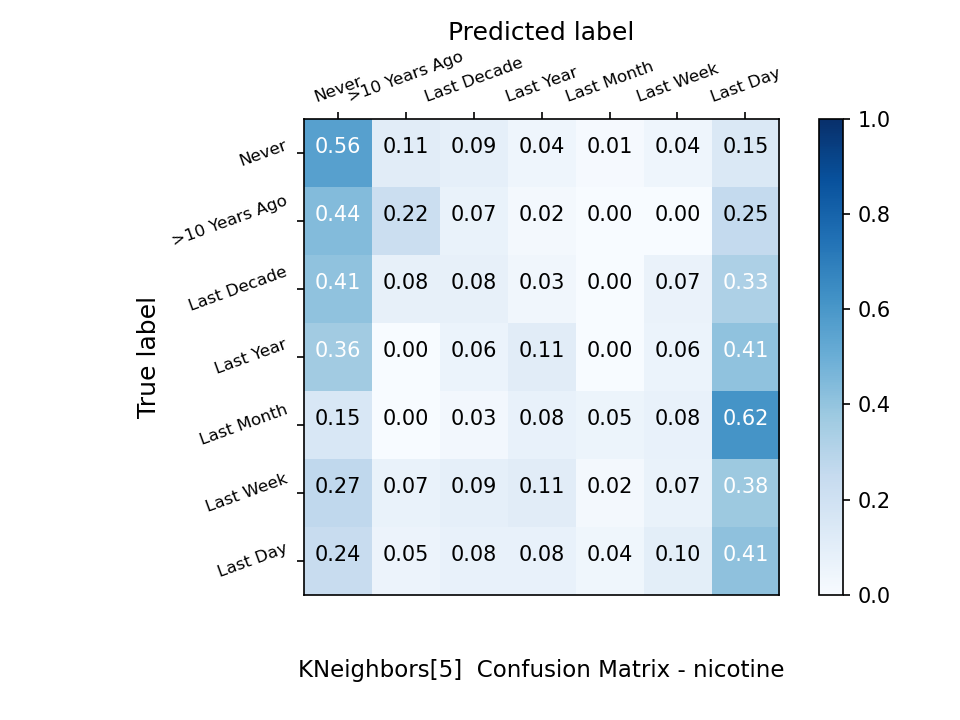 Predicted label
Never >10 Years Ago Last Decade Last Year Last Month Last Week Last Day
True label
Never 0.56 0.11 0.09 0.04 0.01 0.04 0.15
>10 Years Ago 0.44 0.22 0.07 0.02 0.00 0.00 0.25
Last Decade 0.41 0.08 0.08 0.03 0.00 0.07 0.33
Last Year 0.36 0.00 0.06 0.11 0.00 0.06 0.41
Last Month 0.15 0.00 0.03 0.08 0.05 0.08 0.62
Last Week 0.27 0.07 0.09 0.11 0.02 0.07 0.38
Last Day 0.24 0.05 0.08 0.08 0.04 0.10 0.41
1.0
0.8
0.6
0.4
0.2
0.0
KNeighbors[5]  Confusion Matrix - nicotine